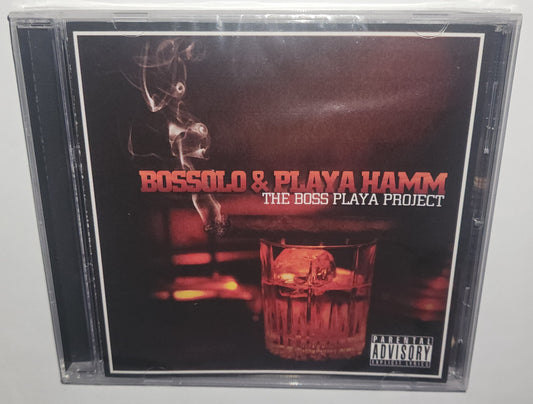 BOSSOLO & PLAYA HAMM
THE BOSS PLAYA PROJECT
PARENTAL
ADVISORY
EXPLICIT LYRICS